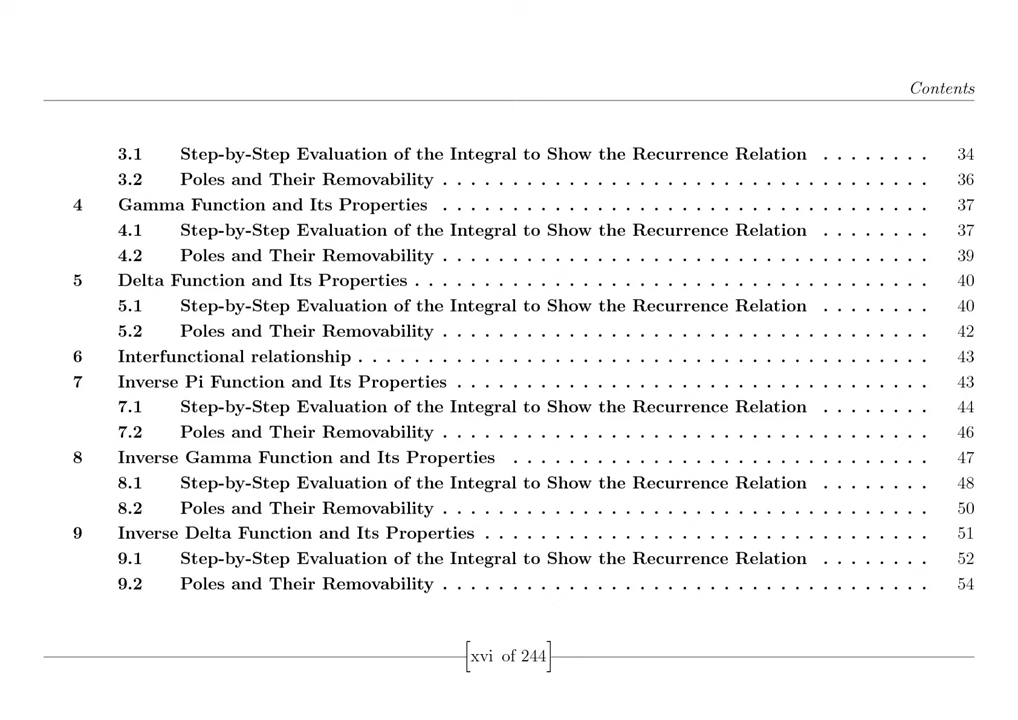 Contents
3.1 Step-by-Step Evaluation of the Integral to Show the Recurrence Relation . . . . . . . . 34
3.2 Poles and Their Removability . . . . . . . . . . . . . . . . . . . . . . . . . . . . . . . . . . . 36
4 Gamma Function and Its Properties . . . . . . . . . . . . . . . . . . . . . . . . . . . . . . . . . . . 37
4.1 Step-by-Step Evaluation of the Integral to Show the Recurrence Relation . . . . . . . . 37
4.2 Poles and Their Removability . . . . . . . . . . . . . . . . . . . . . . . . . . . . . . . . . . . 39
5 Delta Function and Its Properties . . . . . . . . . . . . . . . . . . . . . . . . . . . . . . . . . . . . . 40
5.1 Step-by-Step Evaluation of the Integral to Show the Recurrence Relation . . . . . . . . 40
5.2 Poles and Their Removability . . . . . . . . . . . . . . . . . . . . . . . . . . . . . . . . . . . 42
6 Interfunctional relationship . . . . . . . . . . . . . . . . . . . . . . . . . . . . . . . . . . . . . . . . . 43
7 Inverse Pi Function and Its Properties . . . . . . . . . . . . . . . . . . . . . . . . . . . . . . . . . . 43
7.1 Step-by-Step Evaluation of the Integral to Show the Recurrence Relation . . . . . . . . 44
7.2 Poles and Their Removability . . . . . . . . . . . . . . . . . . . . . . . . . . . . . . . . . . . 46
8 Inverse Gamma Function and Its Properties . . . . . . . . . . . . . . . . . . . . . . . . . . . . . . 47
8.1 Step-by-Step Evaluation of the Integral to Show the Recurrence Relation . . . . . . . . 48
8.2 Poles and Their Removability . . . . . . . . . . . . . . . . . . . . . . . . . . . . . . . . . . . 50
9 Inverse Delta Function and Its Properties . . . . . . . . . . . . . . . . . . . . . . . . . . . . . . . . 51
9.1 Step-by-Step Evaluation of the Integral to Show the Recurrence Relation . . . . . . . . 52
9.2 Poles and Their Removability . . . . . . . . . . . . . . . . . . . . . . . . . . . . . . . . . . . 54
[xvi of 244]